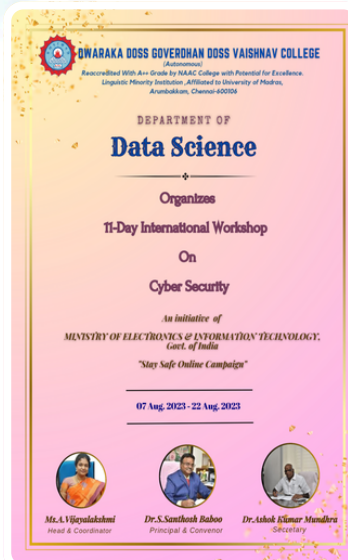 DWARAKA DOSS GOVERDHAN DOSS VAISHNAV COLLEGE
(Autonomous)
Reaccredited With A++ Grade by NAAC College with Potential for Excellence.
Linguistic Minority Institution ,Affiliated to University of Madras,
Arumbakkam, Chennai-600106
DEPARTMENT OF
Data Science
Organizes
11-Day International Workshop
On
Cyber Security
An initiative of
MINISTRY OF ELECTRONICS & INFORMATION TECHNOLOGY,
Govt. of India
"Stay Safe Online Campaign"
07 Aug. 2023 - 22 Aug. 2023
Ms.A.Vijayalakshmi
Head & Coordinator
Dr.S.Santhosh Baboo
Principal & Convenor
Dr.Ashok Kumar Mundhra
Secretary